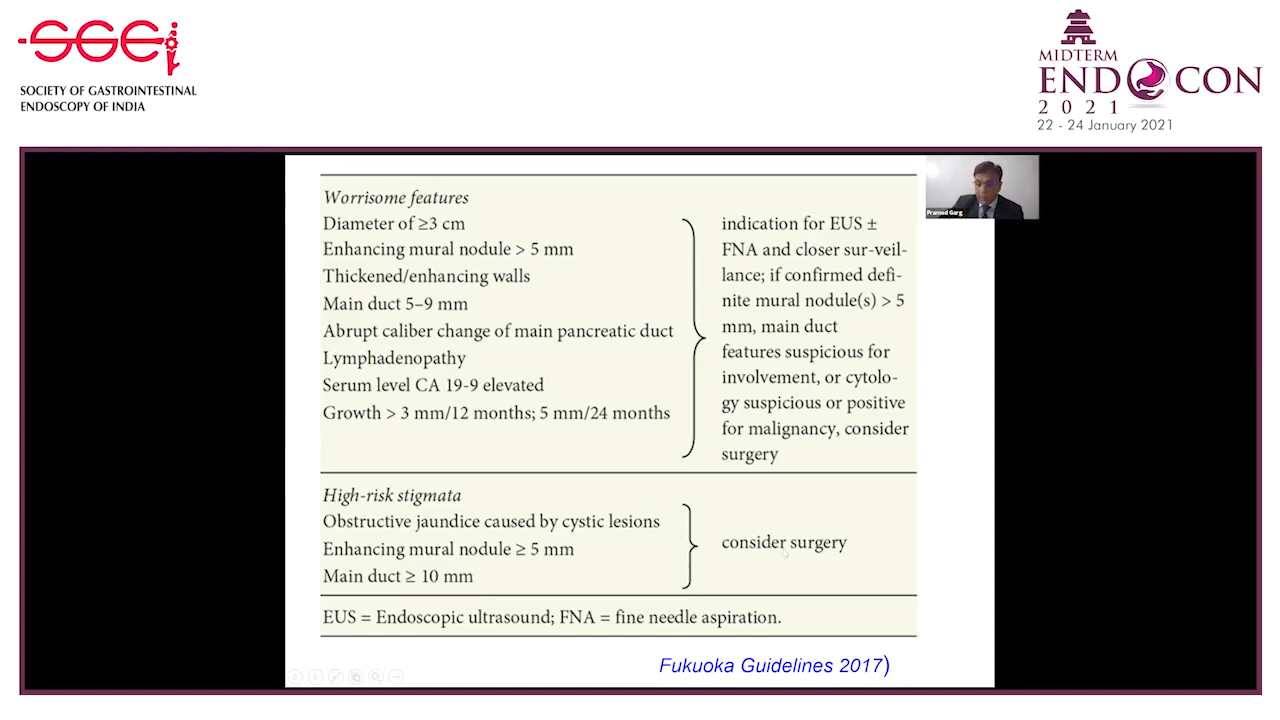 SGEi
SOCIETY OF GASTROINTESTINAL
ENDOSCOPY OF INDIA
MIDTERM
ENDOCON
2021
22 - 24 January 2021
Pramod Garg
Worrisome features
Diameter of ≥3 cm
Enhancing mural nodule > 5 mm
Thickened/enhancing walls
Main duct 5–9 mm
Abrupt caliber change of main pancreatic duct
Lymphadenopathy
Serum level CA 19-9 elevated
Growth > 3 mm/12 months; 5 mm/24 months
indication for EUS ±
FNA and closer sur-veil-
lance; if confirmed defi-
nite mural nodule(s) > 5
mm, main duct
features suspicious for
involvement, or cytolo-
gy suspicious or positive
for malignancy, consider
surgery
High-risk stigmata
Obstructive jaundice caused by cystic lesions
Enhancing mural nodule ≥ 5 mm
Main duct ≥ 10 mm
consider surgery
EUS = Endoscopic ultrasound; FNA = fine needle aspiration.
Fukuoka Guidelines 2017)